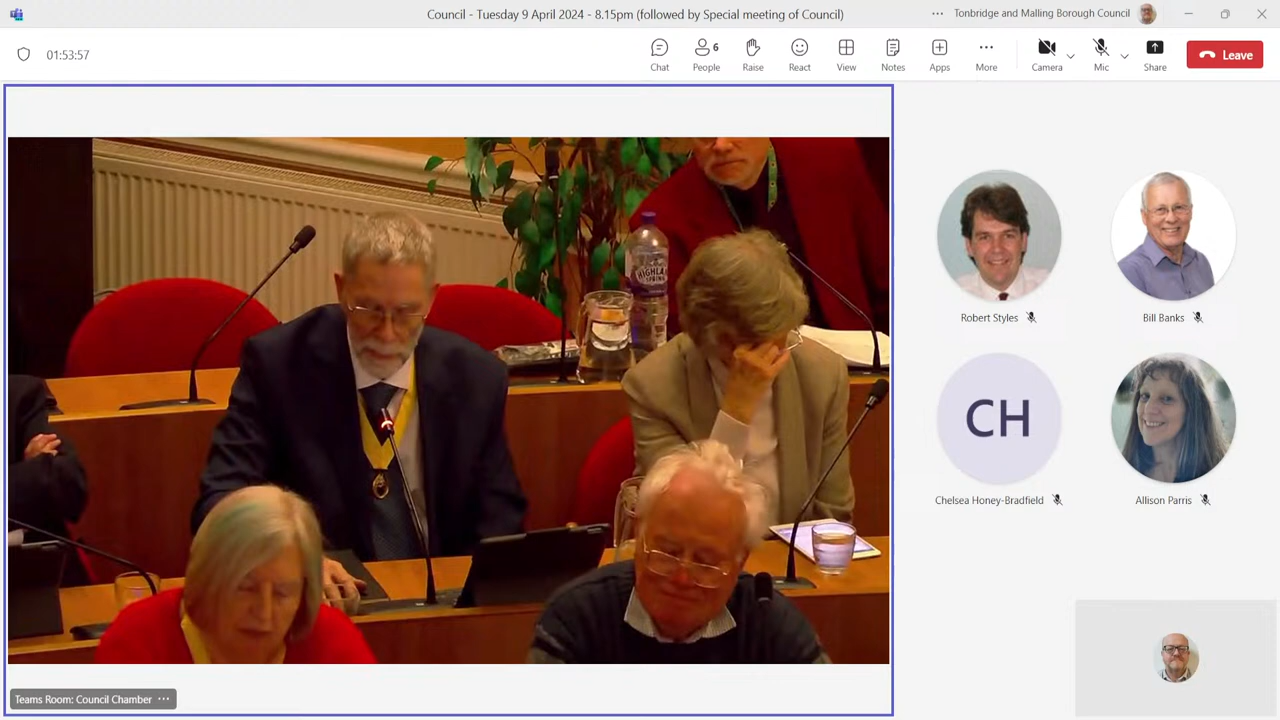 Council - Tuesday 9 April 2024 - 8.15pm (followed by Special meeting of Council)
Tonbridge and Malling Borough Council
01:53:57
Chat
6
People
Raise
React
View
Notes
Apps
More
Camera
Mic
Share
Leave
HIGHLA
SPRING
Robert Styles
Bill Banks
CH
Chelsea Honey-Bradfield
Allison Parris
Teams Room: Council Chamber